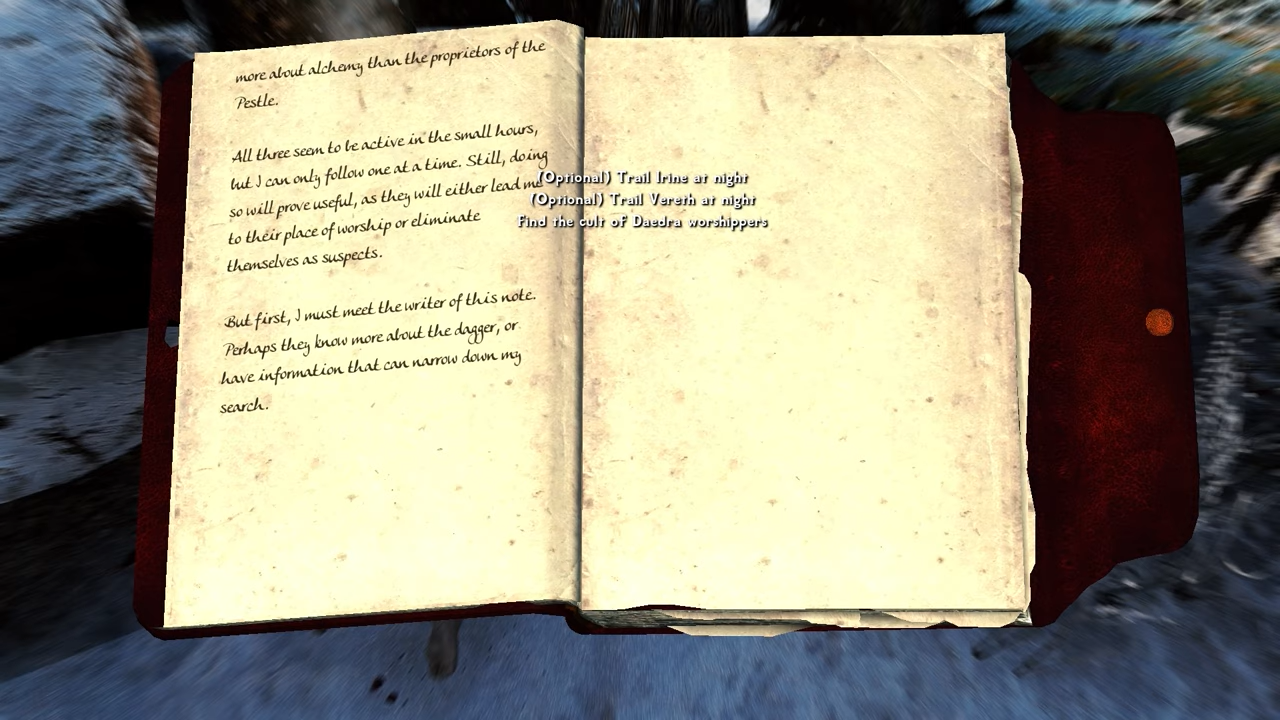 more about alchemy than the proprietors of the
Pestle.
All three seem to be active in the small hours,
but I can only follow one at a time. Still, doing
so will prove useful, as they will either lead me
to their place of worship or eliminate
themselves as suspects.
But first, I must meet the writer of this note.
Perhaps they know more about the dagger, or
have information that can narrow down my
search.
(Optional) Trail Irine at night
(Optional) Trail Vereth at night
Find the cult of Daedra worshippers